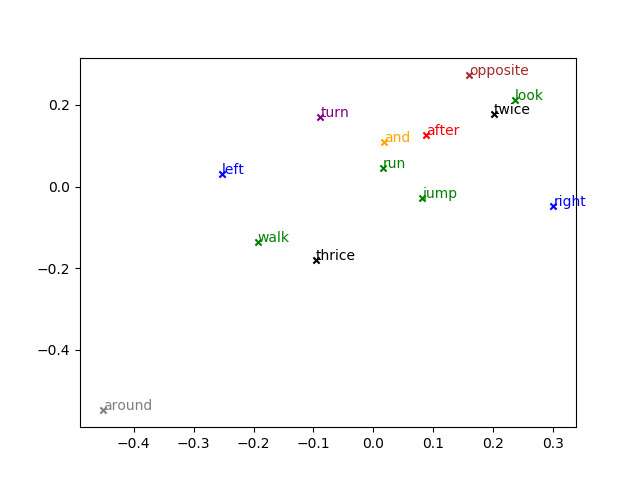 opposite
look
twice
turn
after
and
run
left
jump
right
walk
thrice
around
0.2
0.0
−0.2
−0.4
−0.4
−0.3
−0.2
−0.1
0.0
0.1
0.2
0.3